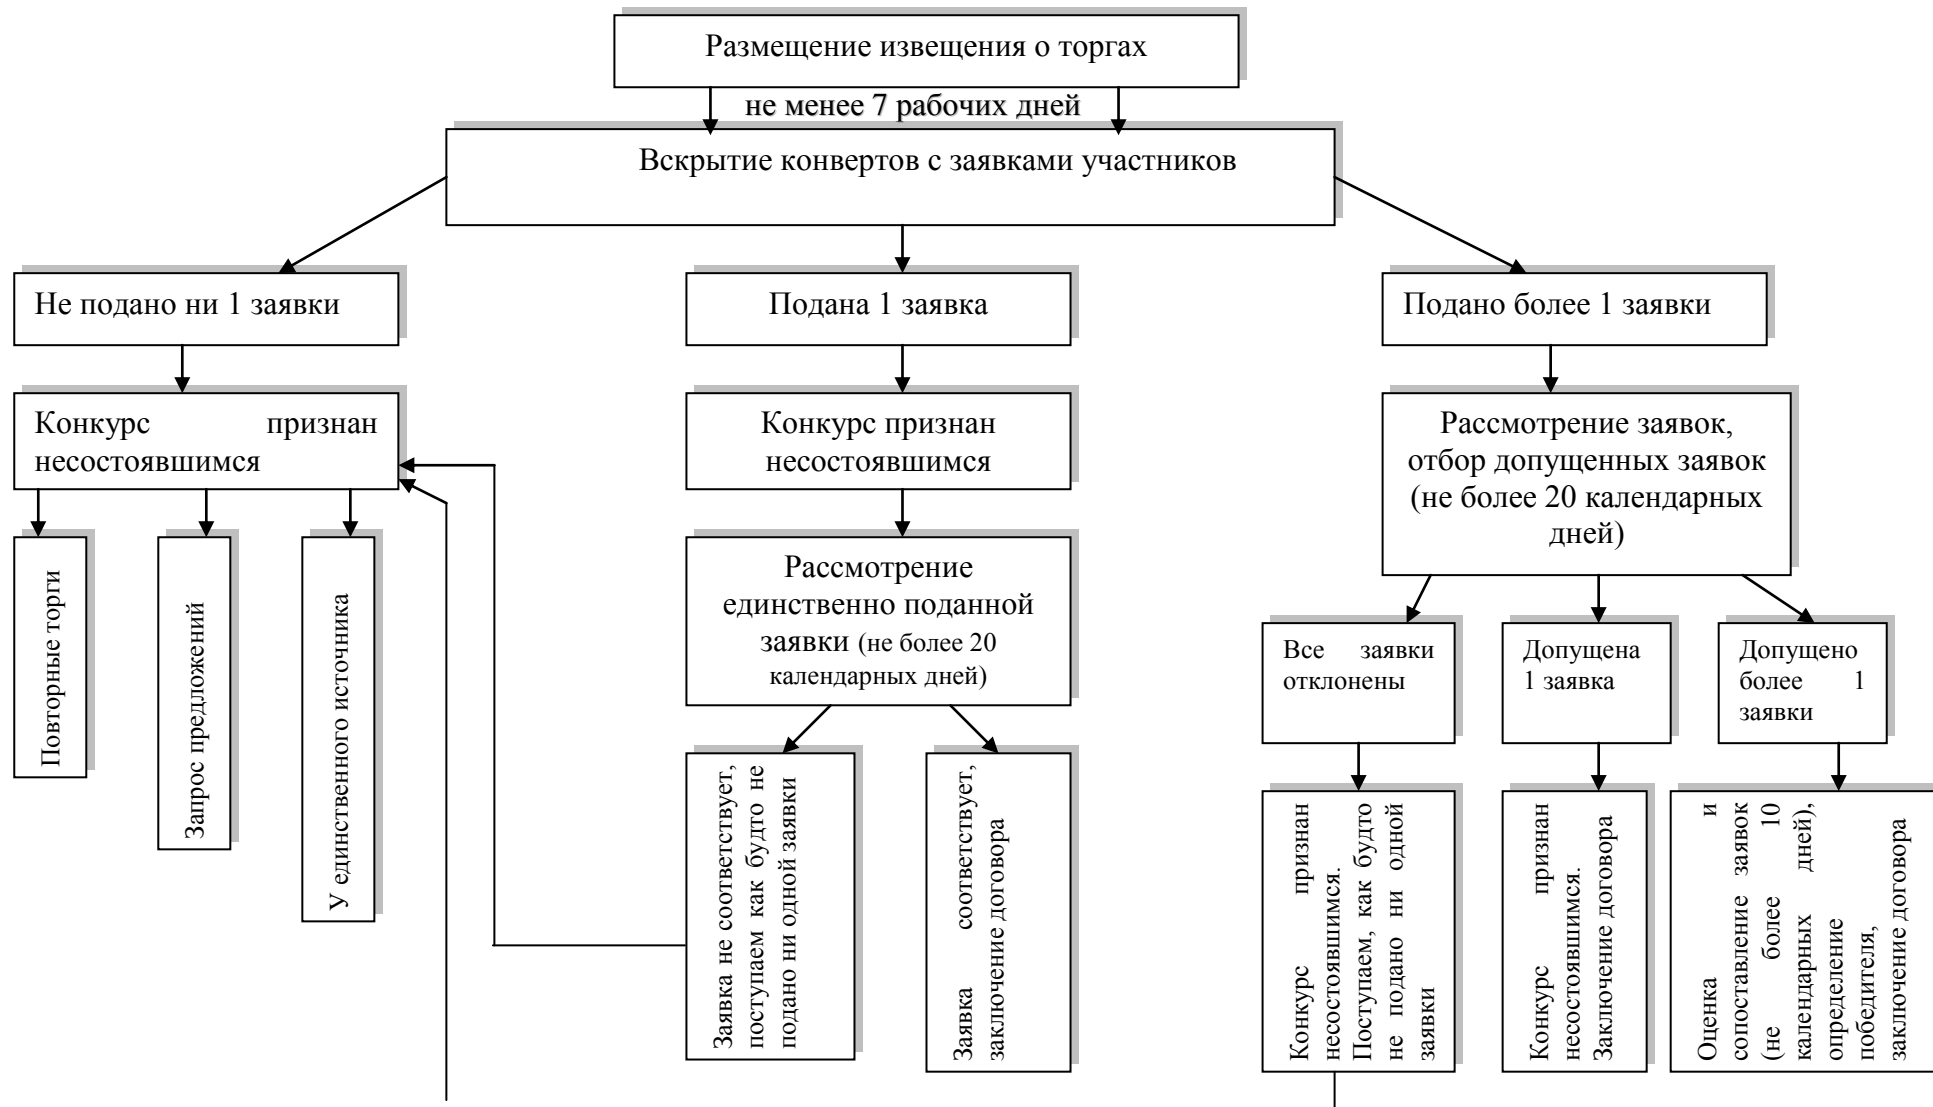 Размещение извещения о торгах
не менее 7 рабочих дней
Вскрытие конвертов с заявками участников
Не подано ни 1 заявки
Подана 1 заявка
Подано более 1 заявки
Конкурс признан
несостоявшимся
Конкурс признан
несостоявшимся
Рассмотрение заявок,
отбор допущенных заявок
(не более 20 календарных
дней)
Повторные торги
Запрос предложений
У единственного источника
Рассмотрение
единственно поданной
заявки (не более 20
календарных дней)
Все заявки
отклонены
Допущена
1 заявка
Допущено
более 1
заявки
Заявка не соответствует,
поступаем как будто не
подано ни одной заявки
Заявка соответствует,
заключение договора
Конкурс признан
несостоявшимся.
Поступаем, как будто
не подано ни одной
заявки
Конкурс признан
несостоявшимся.
Заключение договора
Оценка и
сопоставление заявок
(не более 10
календарных дней),
определение
победителя,
заключение договора